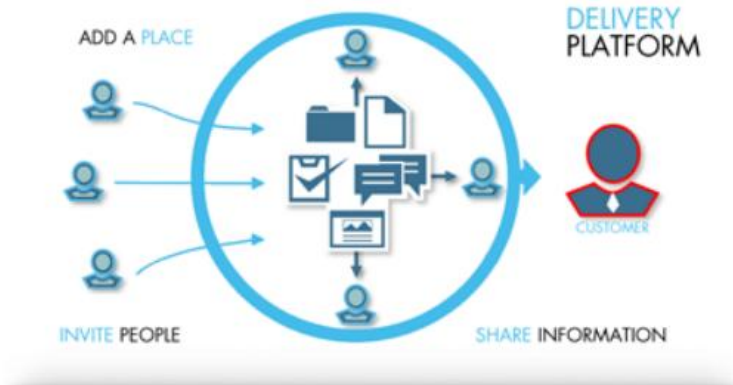 ADD A PLACE
DELIVERY
PLATFORM
CUSTOMER
INVITE PEOPLE
SHARE INFORMATION